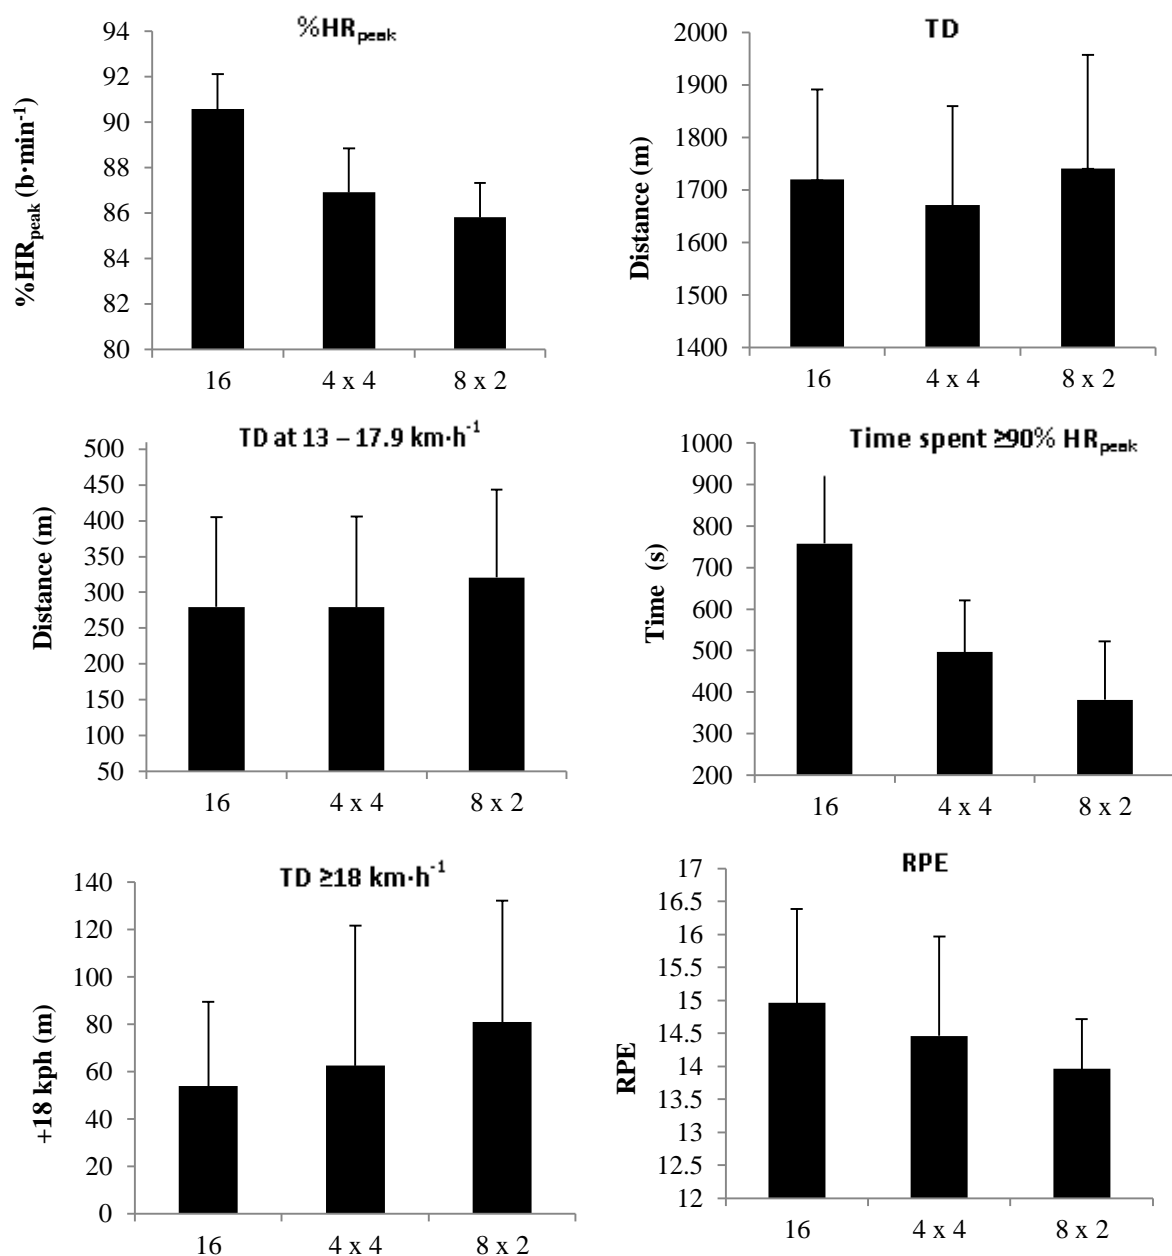 %HRpeak
%HRpeak (b·min-1)
94
92
90
88
86
84
82
80
16 4 x 4 8 x 2
TD
Distance (m)
2000
1900
1800
1700
1600
1500
1400
16 4 x 4 8 x 2
TD at 13 – 17.9 km·h-1
Distance (m)
500
450
400
350
300
250
200
150
100
50
16 4 x 4 8 x 2
Time spent ≥90% HRpeak
Time (s)
1000
900
800
700
600
500
400
300
200
16 4 x 4 8 x 2
TD ≥18 km·h-1
+18 kph (m)
140
120
100
80
60
40
20
0
16 4 x 4 8 x 2
RPE
RPE
17
16.5
16
15.5
15
14.5
14
13.5
13
12.5
12
16 4 x 4 8 x 2